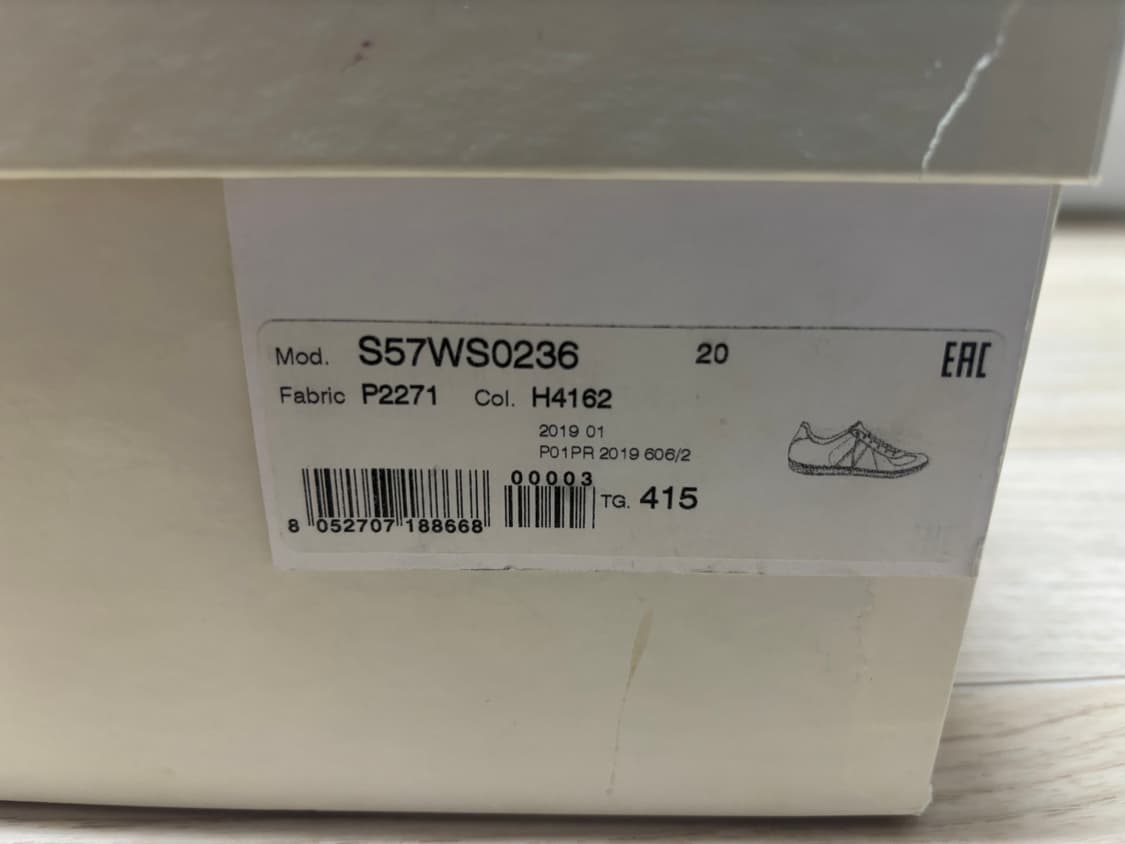 Mod. S57WS0236 20 EAC
Fabric P2271 Col. H4162
2019 01
P01PR 2019 606/2
00003
TG. 415
8 052707 188668